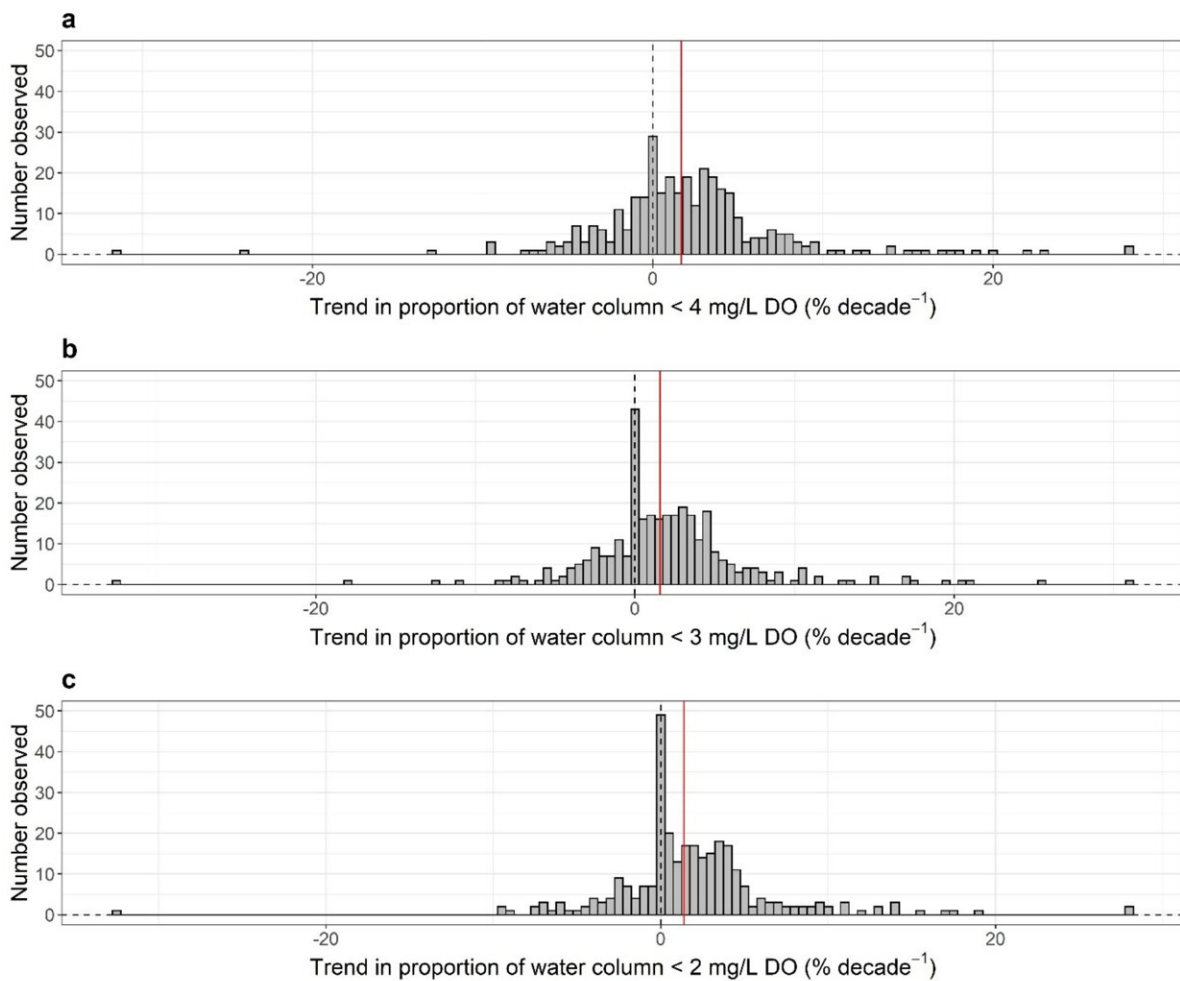 a
Number observed
50
40
30
20
10
0
-20 0 20
Trend in proportion of water column < 4 mg/L DO (% decade⁻¹)
b
Number observed
50
40
30
20
10
0
-20 0 20
Trend in proportion of water column < 3 mg/L DO (% decade⁻¹)
c
Number observed
50
40
30
20
10
0
-20 0 20
Trend in proportion of water column < 2 mg/L DO (% decade⁻¹)